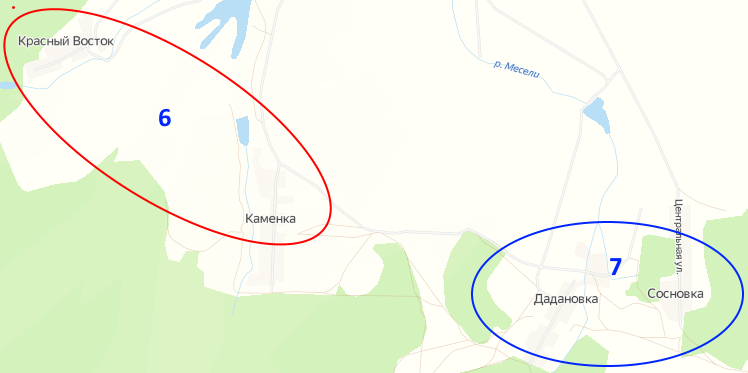 Красный Восток
р. Месели
6
Каменка
Центральная ул.
7
Дадановка
Сосновка